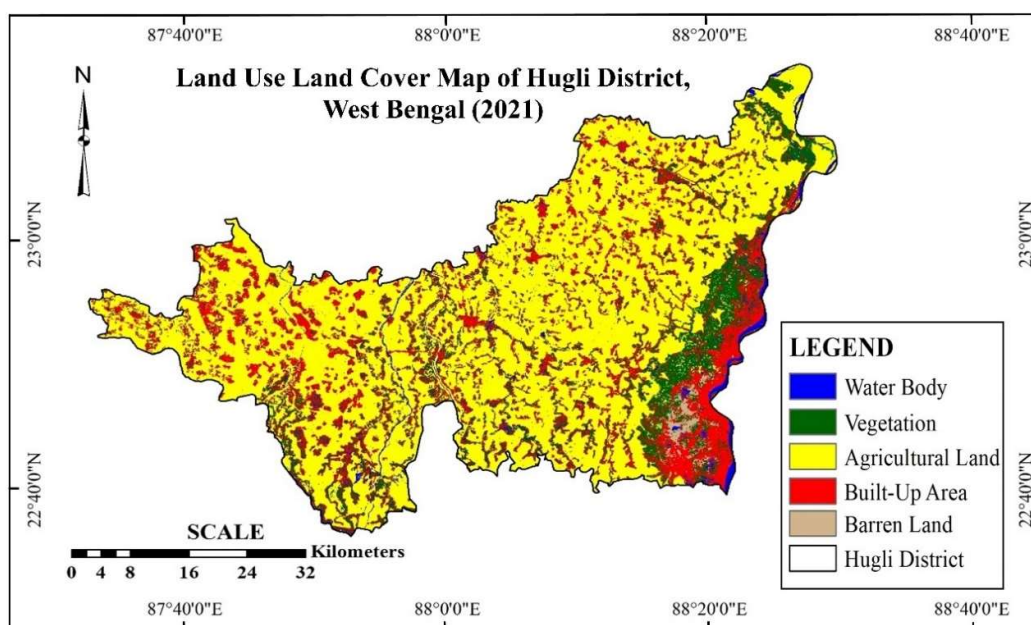 87°40'0"E 88°0'0"E 88°20'0"E 88°40'0"E
N
Land Use Land Cover Map of Hugli District,
West Bengal (2021)
23°0'0"N
23°0'0"N
22°40'0"N
22°40'0"N
LEGEND
Water Body
Vegetation
Agricultural Land
Built-Up Area
Barren Land
Hugli District
SCALE
Kilometers
0 4 8 16 24 32
87°40'0"E 88°0'0"E 88°20'0"E 88°40'0"E